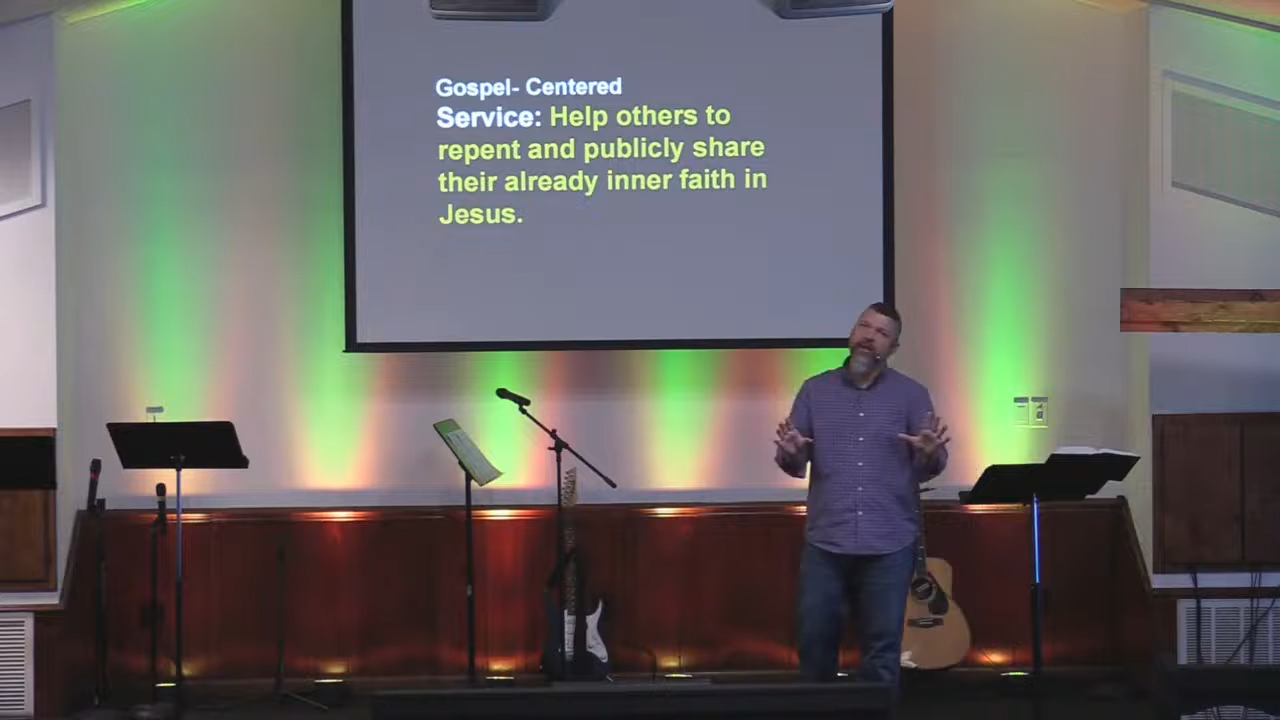 Gospel- Centered
Service: Help others to
repent and publicly share
their already inner faith in
Jesus.